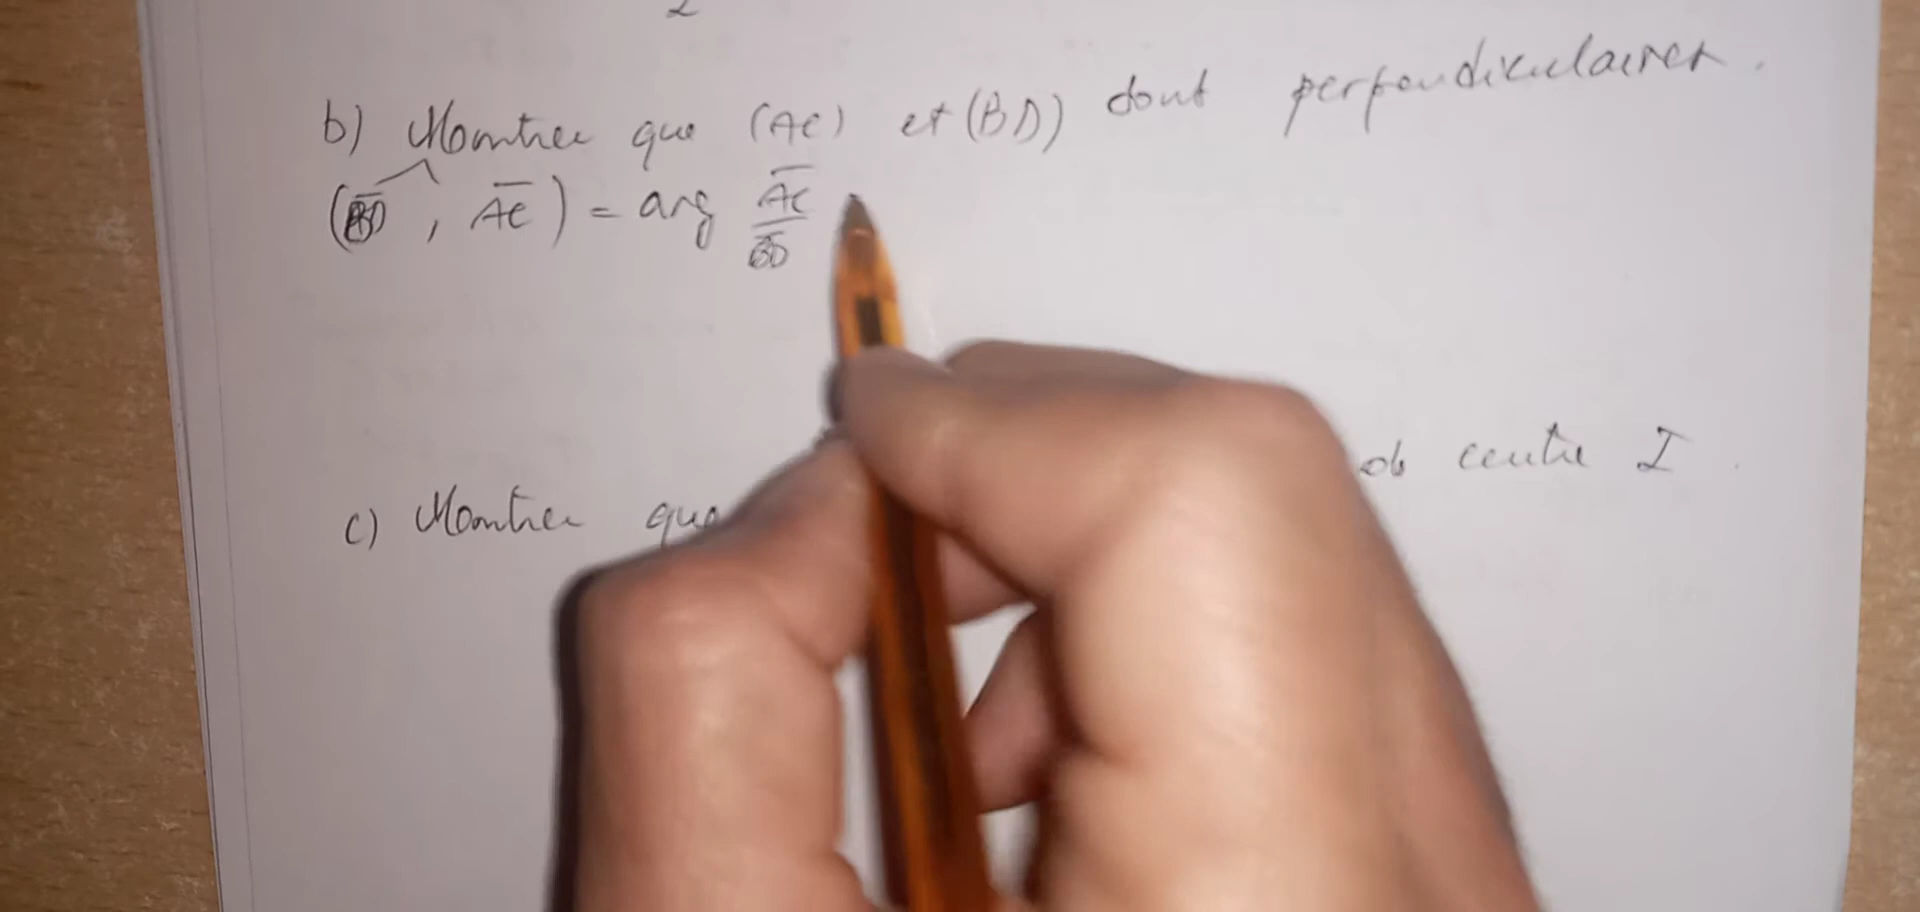 b) Montrer que (AC) et (BD) sont perpendiculaires.
(BD, AC) = arg AC
BD
c) Montrer que de centre I.